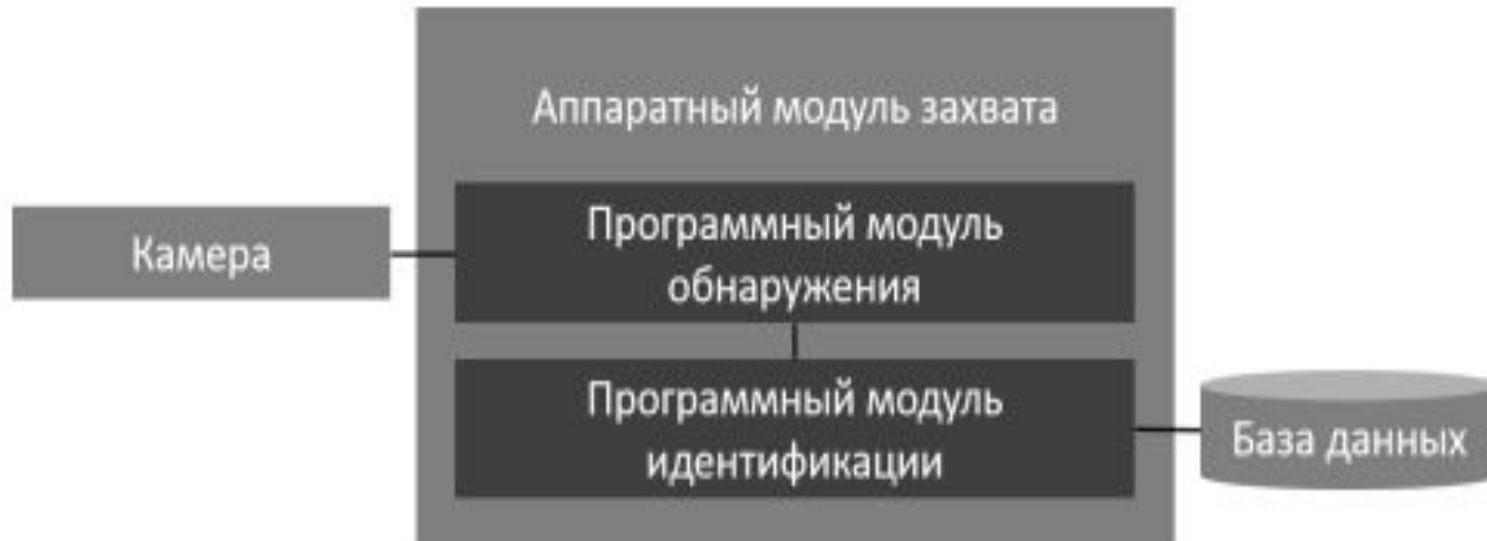 Аппаратный модуль захвата
Камера
Программный модуль
обнаружения
Программный модуль
идентификации
База данных